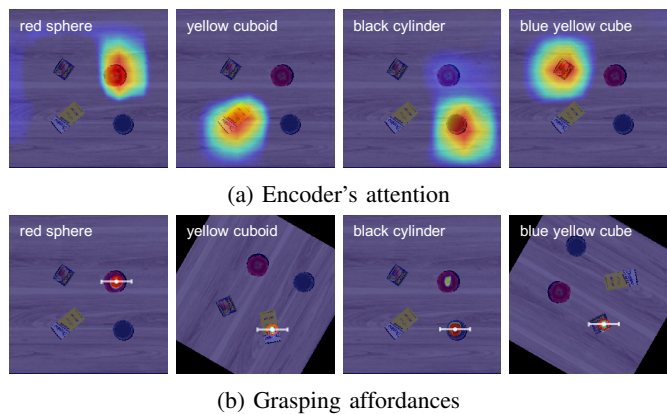 red sphere
yellow cuboid
black cylinder
blue yellow cube
(a) Encoder's attention
red sphere
yellow cuboid
black cylinder
blue yellow cube
(b) Grasping affordances